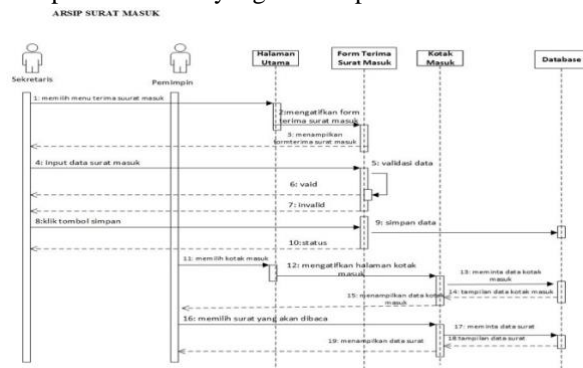 ARSIP SURAT MASUK
Sekretaris
Pemimpin
Halaman
Utama
Form Terima
Surat Masuk
Kotak
Masuk
Database
1: memilih menu terima suurat masuk
2:mengatifkan form
terima surat masuk
3: menampilkan
formterima surat masuk
4: Input data surat masuk
5: validasi data
6: vaid
7: invalid
8:klik tombol simpan
9: simpan data
10:status
11: memilih kotak masuk
12: mengatifkan halaman kotak
masuk
13: meminta data kotak
masuk
14: tampilan data kotak masuk
15: menampilkan data kotak
masuk
16: memilih surat yang akan dibaca
17: meminta data surat
18:tampilan data surat
19: menampilkan data surat